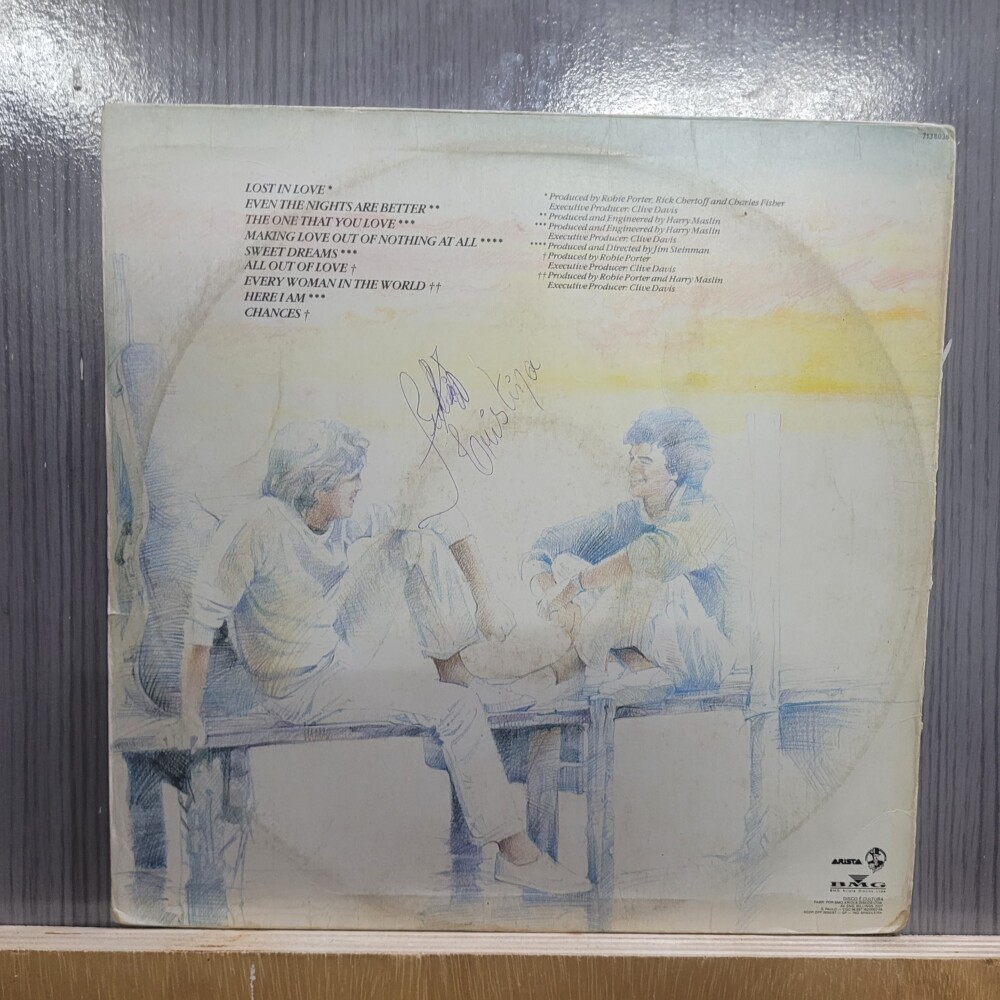 LOST IN LOVE *
EVEN THE NIGHTS ARE BETTER **
THE ONE THAT YOU LOVE ***
MAKING LOVE OUT OF NOTHING AT ALL ****
SWEET DREAMS ***
ALL OUT OF LOVE †
EVERY WOMAN IN THE WORLD ††
HERE I AM ***
CHANCES †
* Produced by Robie Porter, Rick Chertoff and Charles Fisher
Executive Producer: Clive Davis
** Produced and Engineered by Harry Maslin
*** Produced and Engineered by Harry Maslin
Executive Producer: Clive Davis
**** Produced and Directed by Jim Steinman
† Produced by Robie Porter
Executive Producer: Clive Davis
†† Produced by Robie Porter and Harry Maslin
Executive Producer: Clive Davis
Cristina
ARISTA
BMG
DISCO É CULTURA